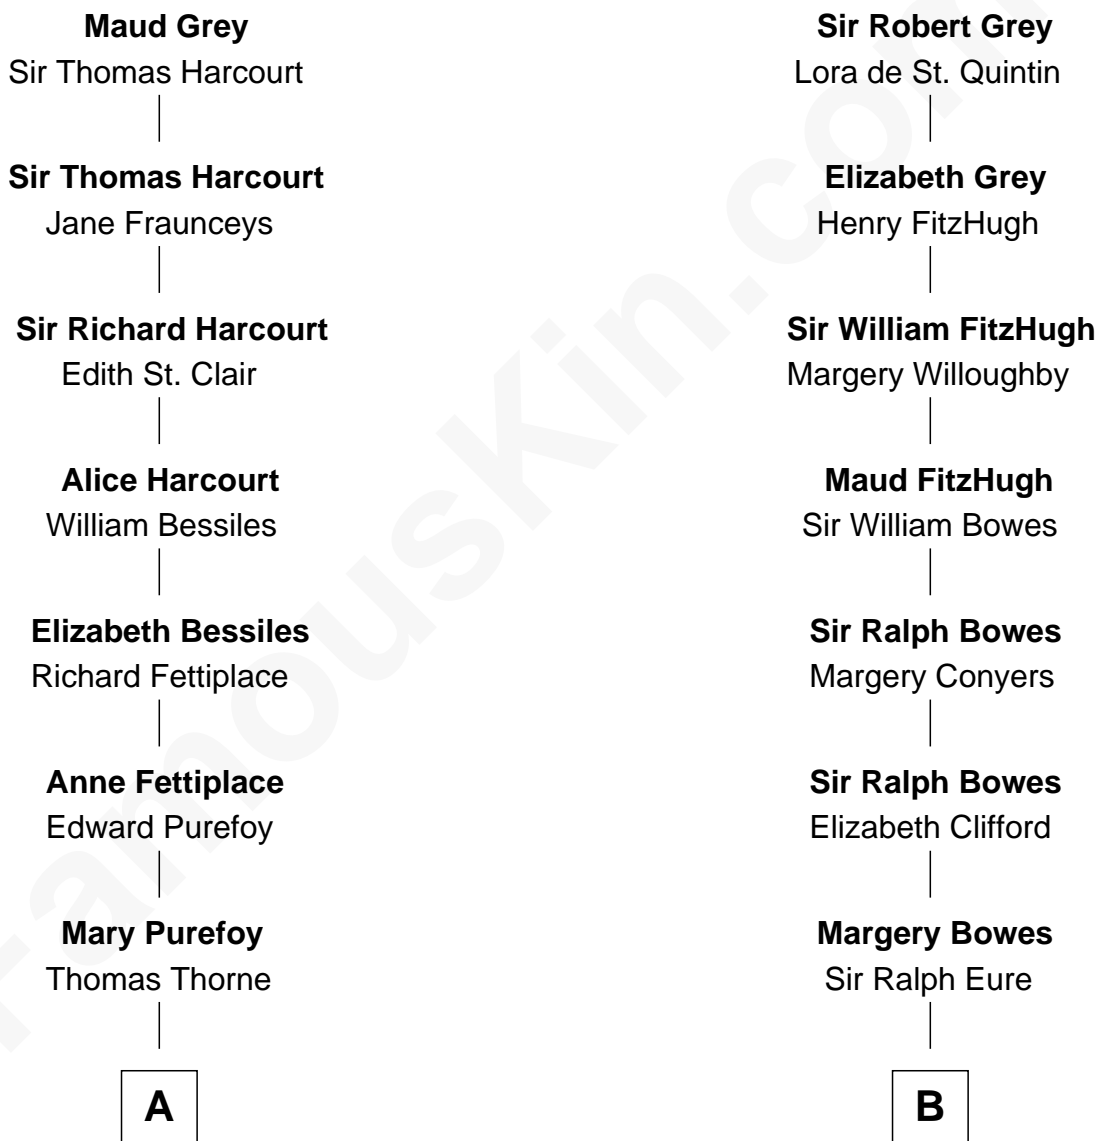 Maud Grey
Sir Thomas Harcourt
Sir Thomas Harcourt
Jane Fraunceys
Sir Richard Harcourt
Edith St. Clair
Alice Harcourt
William Bessiles
Elizabeth Bessiles
Richard Fettiplace
Anne Fettiplace
Edward Purefoy
Mary Purefoy
Thomas Thorne
A
Sir Robert Grey
Lora de St. Quintin
Elizabeth Grey
Henry FitzHugh
Sir William FitzHugh
Margery Willoughby
Maud FitzHugh
Sir William Bowes
Sir Ralph Bowes
Margery Conyers
Sir Ralph Bowes
Elizabeth Clifford
Margery Bowes
Sir Ralph Eure
B
FamousKin.com